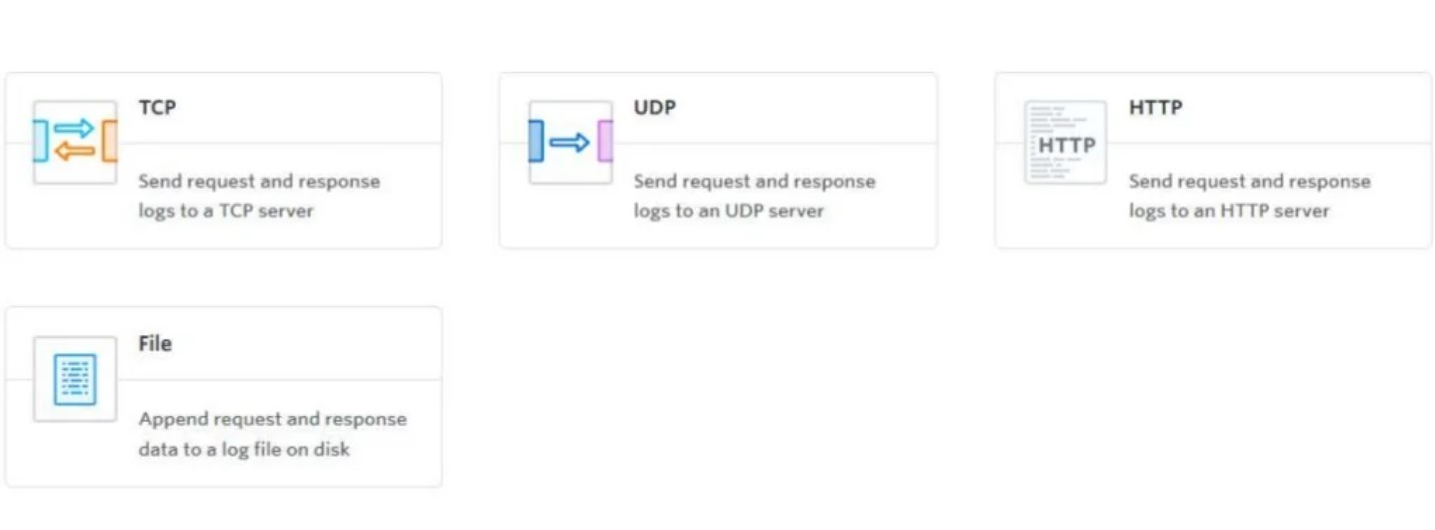 TCP
Send request and response
logs to a TCP server
UDP
Send request and response
logs to an UDP server
HTTP
HTTP
Send request and response
logs to an HTTP server
File
Append request and response
data to a log file on disk